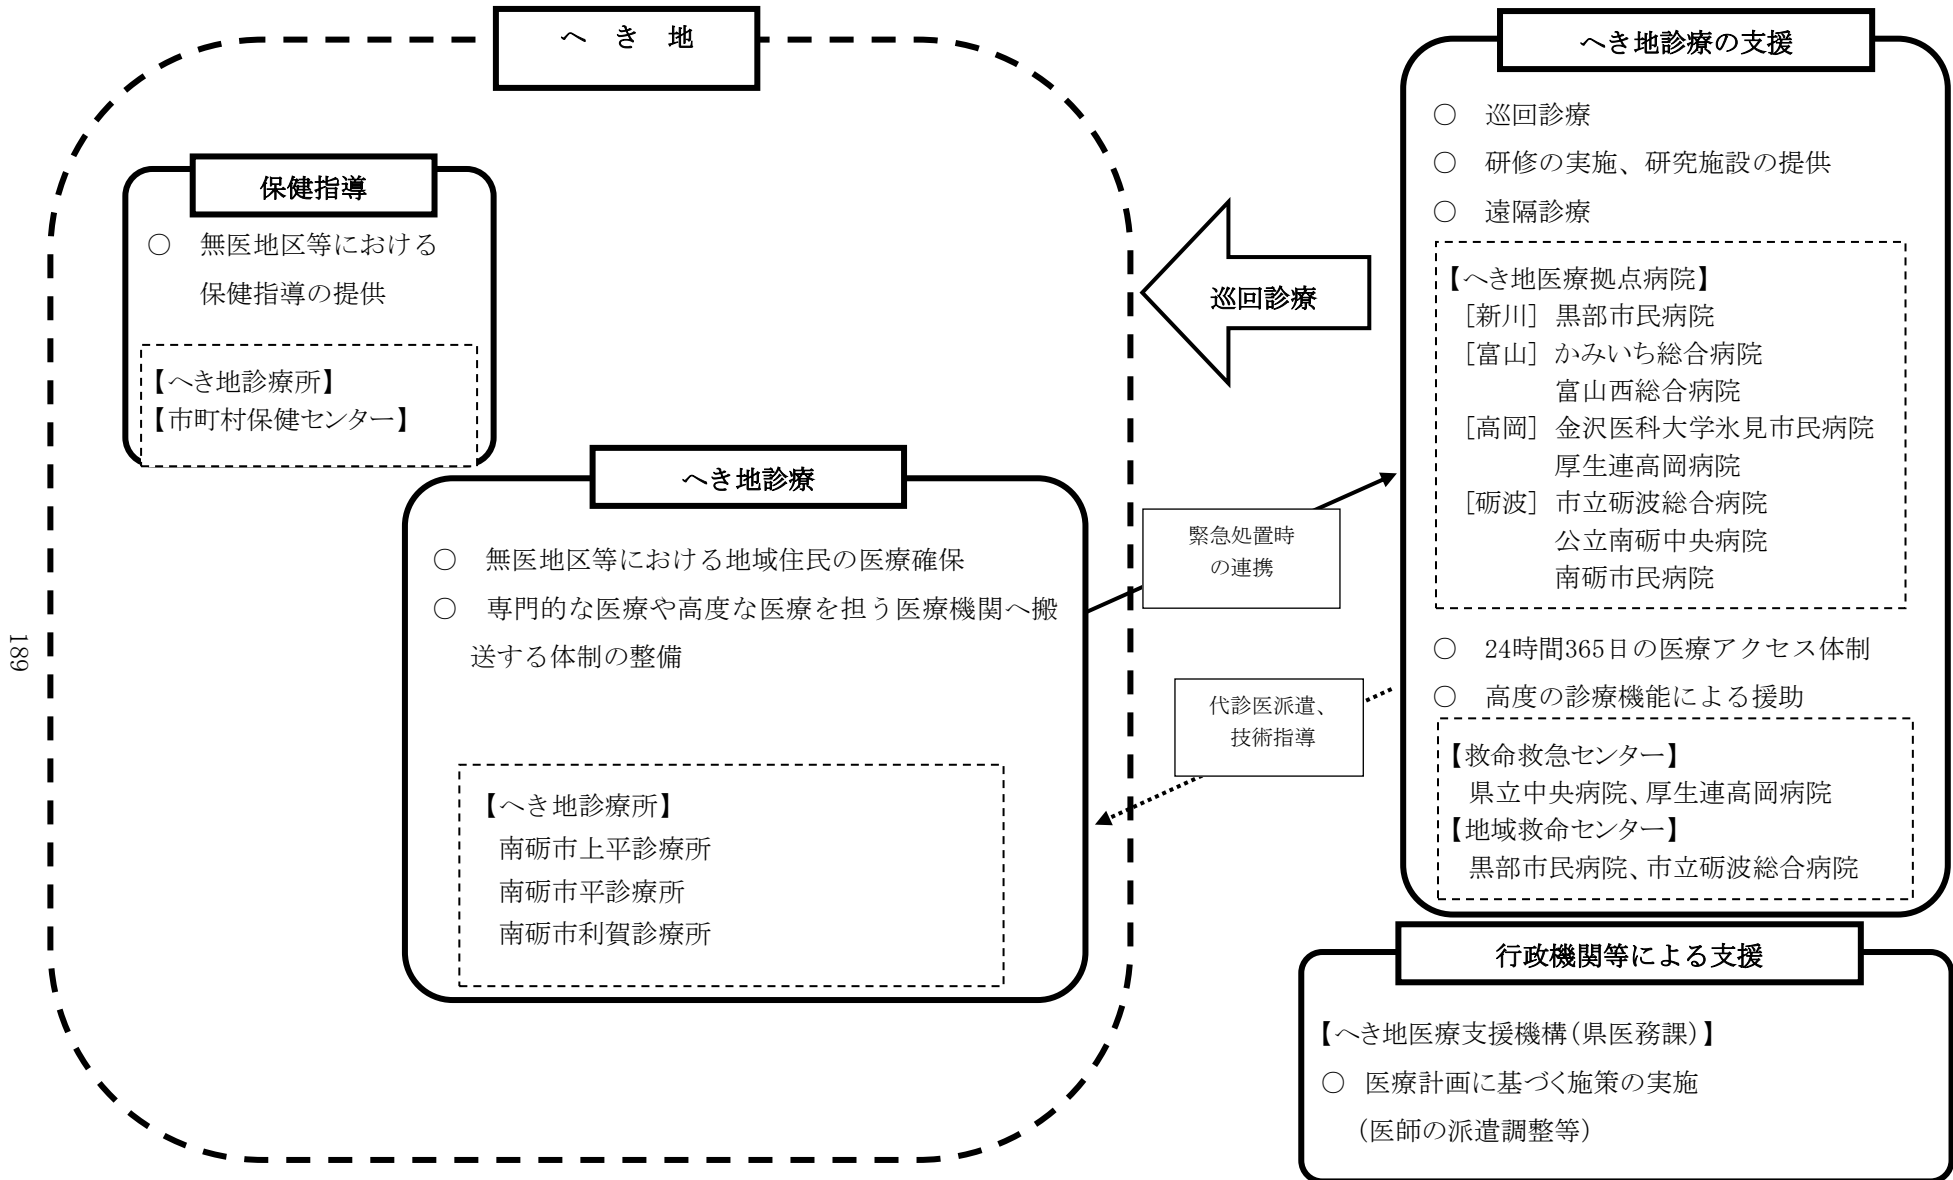 へ き 地
保健指導
○ 無医地区等における
保健指導の提供
【へき地診療所】
【市町村保健センター】
へき地診療
○ 無医地区等における地域住民の医療確保
○ 専門的な医療や高度な医療を担う医療機関へ搬
送する体制の整備
【へき地診療所】
南砺市上平診療所
南砺市平診療所
南砺市利賀診療所
巡回診療
緊急処置時
の連携
代診医派遣、
技術指導
へき地診療の支援
○ 巡回診療
○ 研修の実施、研究施設の提供
○ 遠隔診療
【へき地医療拠点病院】
［新川］ 黒部市民病院
［富山］ かみいち総合病院
富山西総合病院
［高岡］ 金沢医科大学氷見市民病院
厚生連高岡病院
［砺波］ 市立砺波総合病院
公立南砺中央病院
南砺市民病院
○ 24時間365日の医療アクセス体制
○ 高度の診療機能による援助
【救命救急センター】
県立中央病院、厚生連高岡病院
【地域救命センター】
黒部市民病院、市立砺波総合病院
行政機関等による支援
【へき地医療支援機構（県医務課）】
○ 医療計画に基づく施策の実施
（医師の派遣調整等）
189